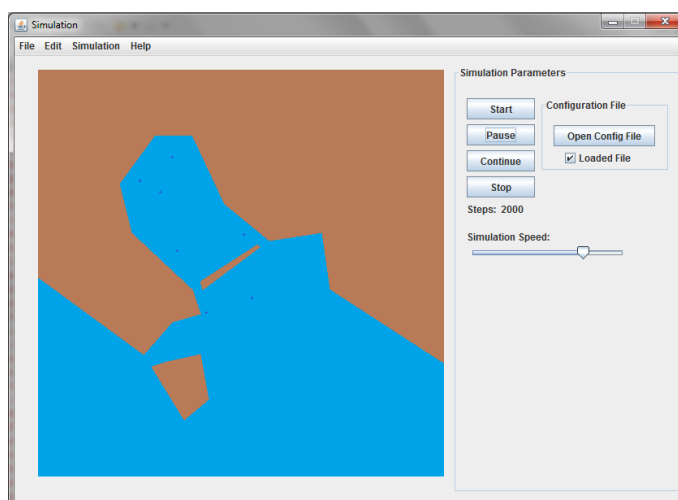 Simulation
File Edit Simulation Help
Simulation Parameters
Start
Configuration File
Pause
Open Config File
Continue
Loaded File
Stop
Steps: 2000
Simulation Speed: